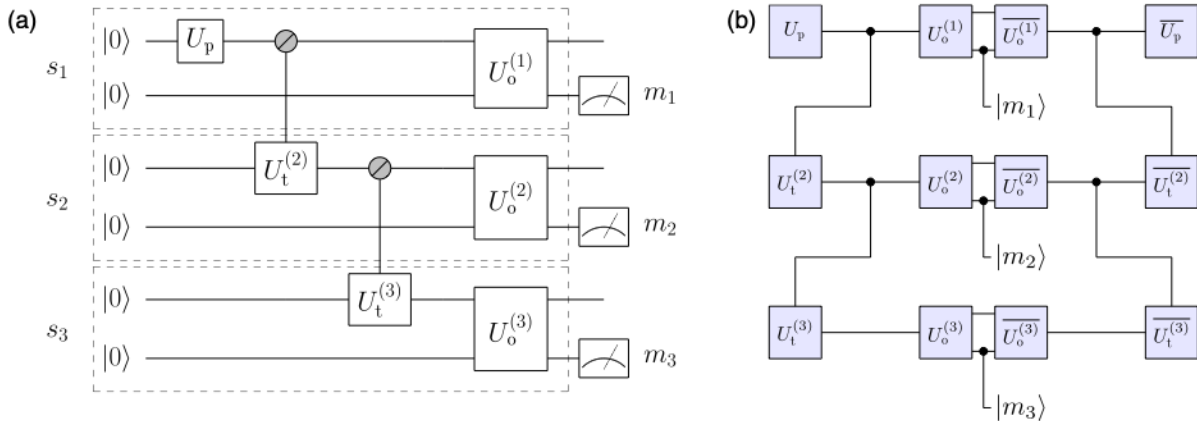 (a)
|0⟩ U_p U_o^{(1)}
s_1
|0⟩ m_1
|0⟩ U_t^{(2)} U_o^{(2)}
s_2
|0⟩ m_2
|0⟩ U_t^{(3)} U_o^{(3)}
s_3
|0⟩ m_3
(b)
U_p U_o^{(1)} \overline{U_o^{(1)}} \overline{U_p}
|m_1⟩
U_t^{(2)} U_o^{(2)} \overline{U_o^{(2)}} \overline{U_t^{(2)}}
|m_2⟩
U_t^{(3)} U_o^{(3)} \overline{U_o^{(3)}} \overline{U_t^{(3)}}
|m_3⟩